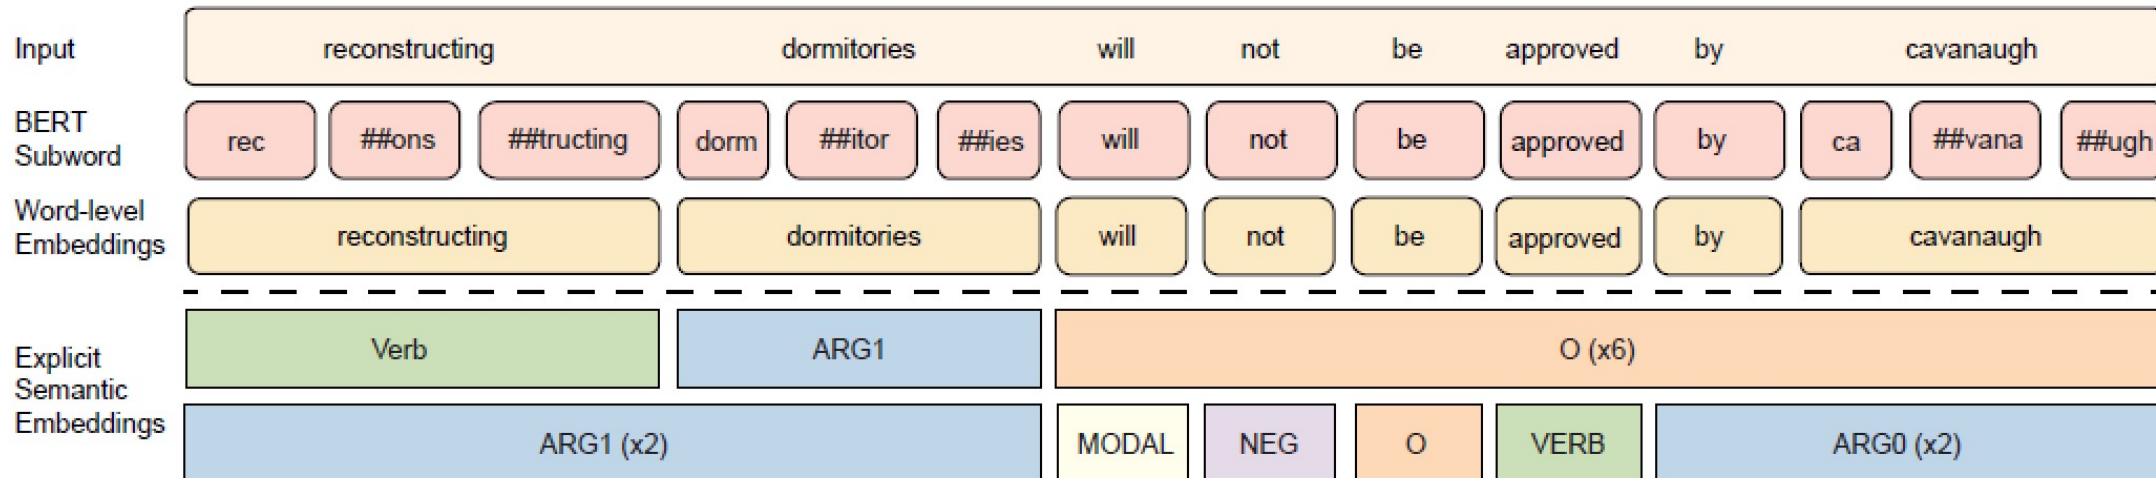 Input reconstructing dormitories will not be approved by cavanaugh
BERT
Subword
rec ##ons ##tructing dorm ##itor ##ies will not be approved by ca ##vana ##ugh
Word-level
Embeddings
reconstructing dormitories will not be approved by cavanaugh
Explicit
Semantic
Embeddings
Verb ARG1 O (x6)
ARG1 (x2) MODAL NEG O VERB ARG0 (x2)